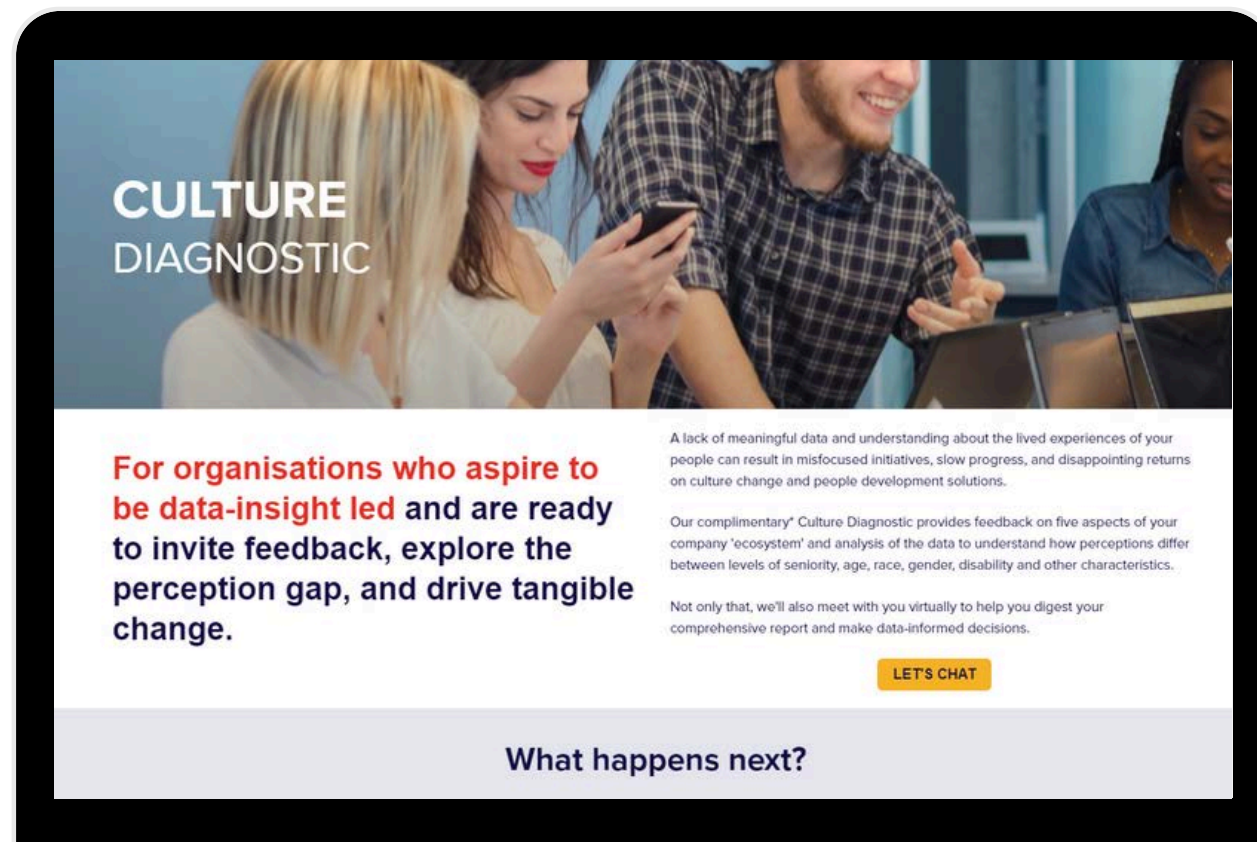 CULTURE
DIAGNOSTIC
For organisations who aspire to
be data-insight led and are ready
to invite feedback, explore the
perception gap, and drive tangible
change.
A lack of meaningful data and understanding about the lived experiences of your
people can result in misfocused initiatives, slow progress, and disappointing returns
on culture change and people development solutions.
Our complimentary* Culture Diagnostic provides feedback on five aspects of your
company 'ecosystem' and analysis of the data to understand how perceptions differ
between levels of seniority, age, race, gender, disability and other characteristics.
Not only that, we'll also meet with you virtually to help you digest your
comprehensive report and make data-informed decisions.
LET'S CHAT
What happens next?